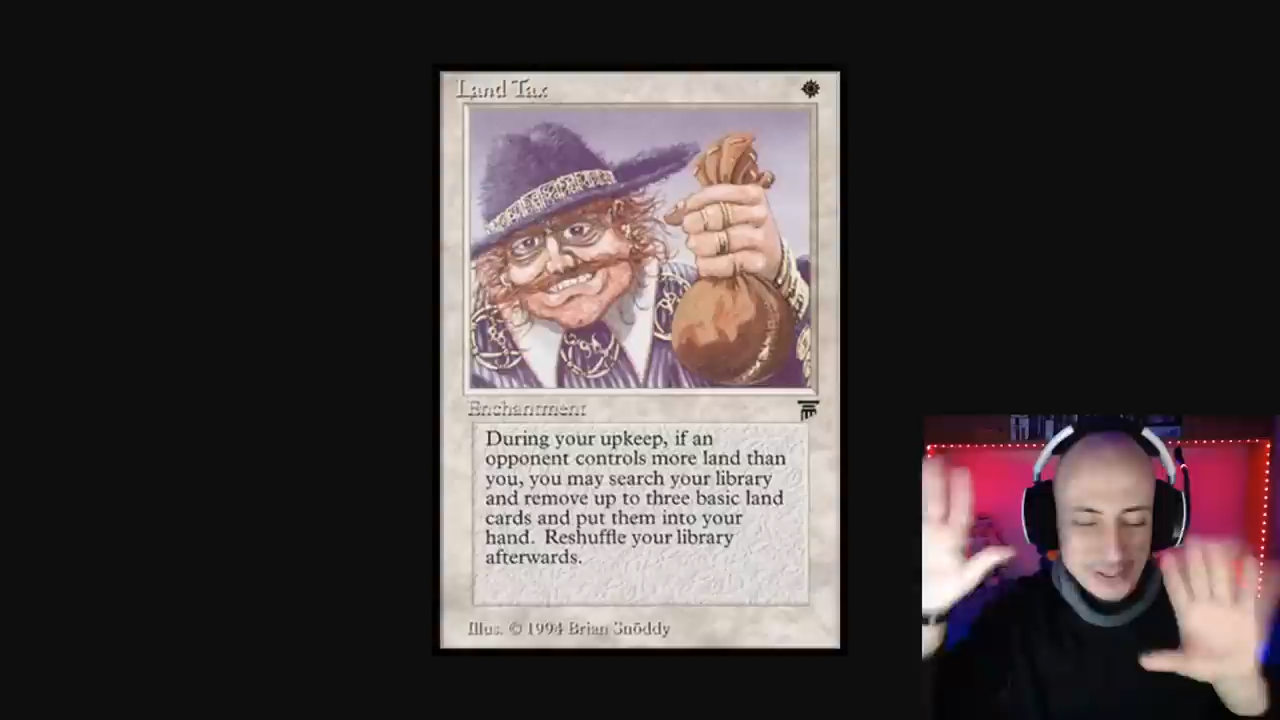 Land Tax
Enchantment
During your upkeep, if an
opponent controls more land than
you, you may search your library
and remove up to three basic land
cards and put them into your
hand. Reshuffle your library
afterwards.
Illus. © 1994 Brian Snōddy